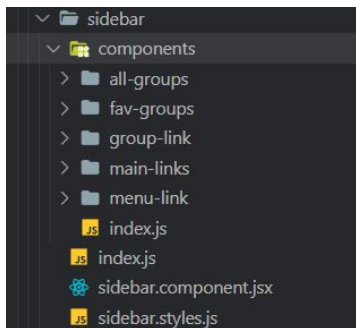 sidebar
components
all-groups
fav-groups
group-link
main-links
menu-link
JS index.js
JS index.js
sidebar.component.jsx
JS sidebar.styles.js